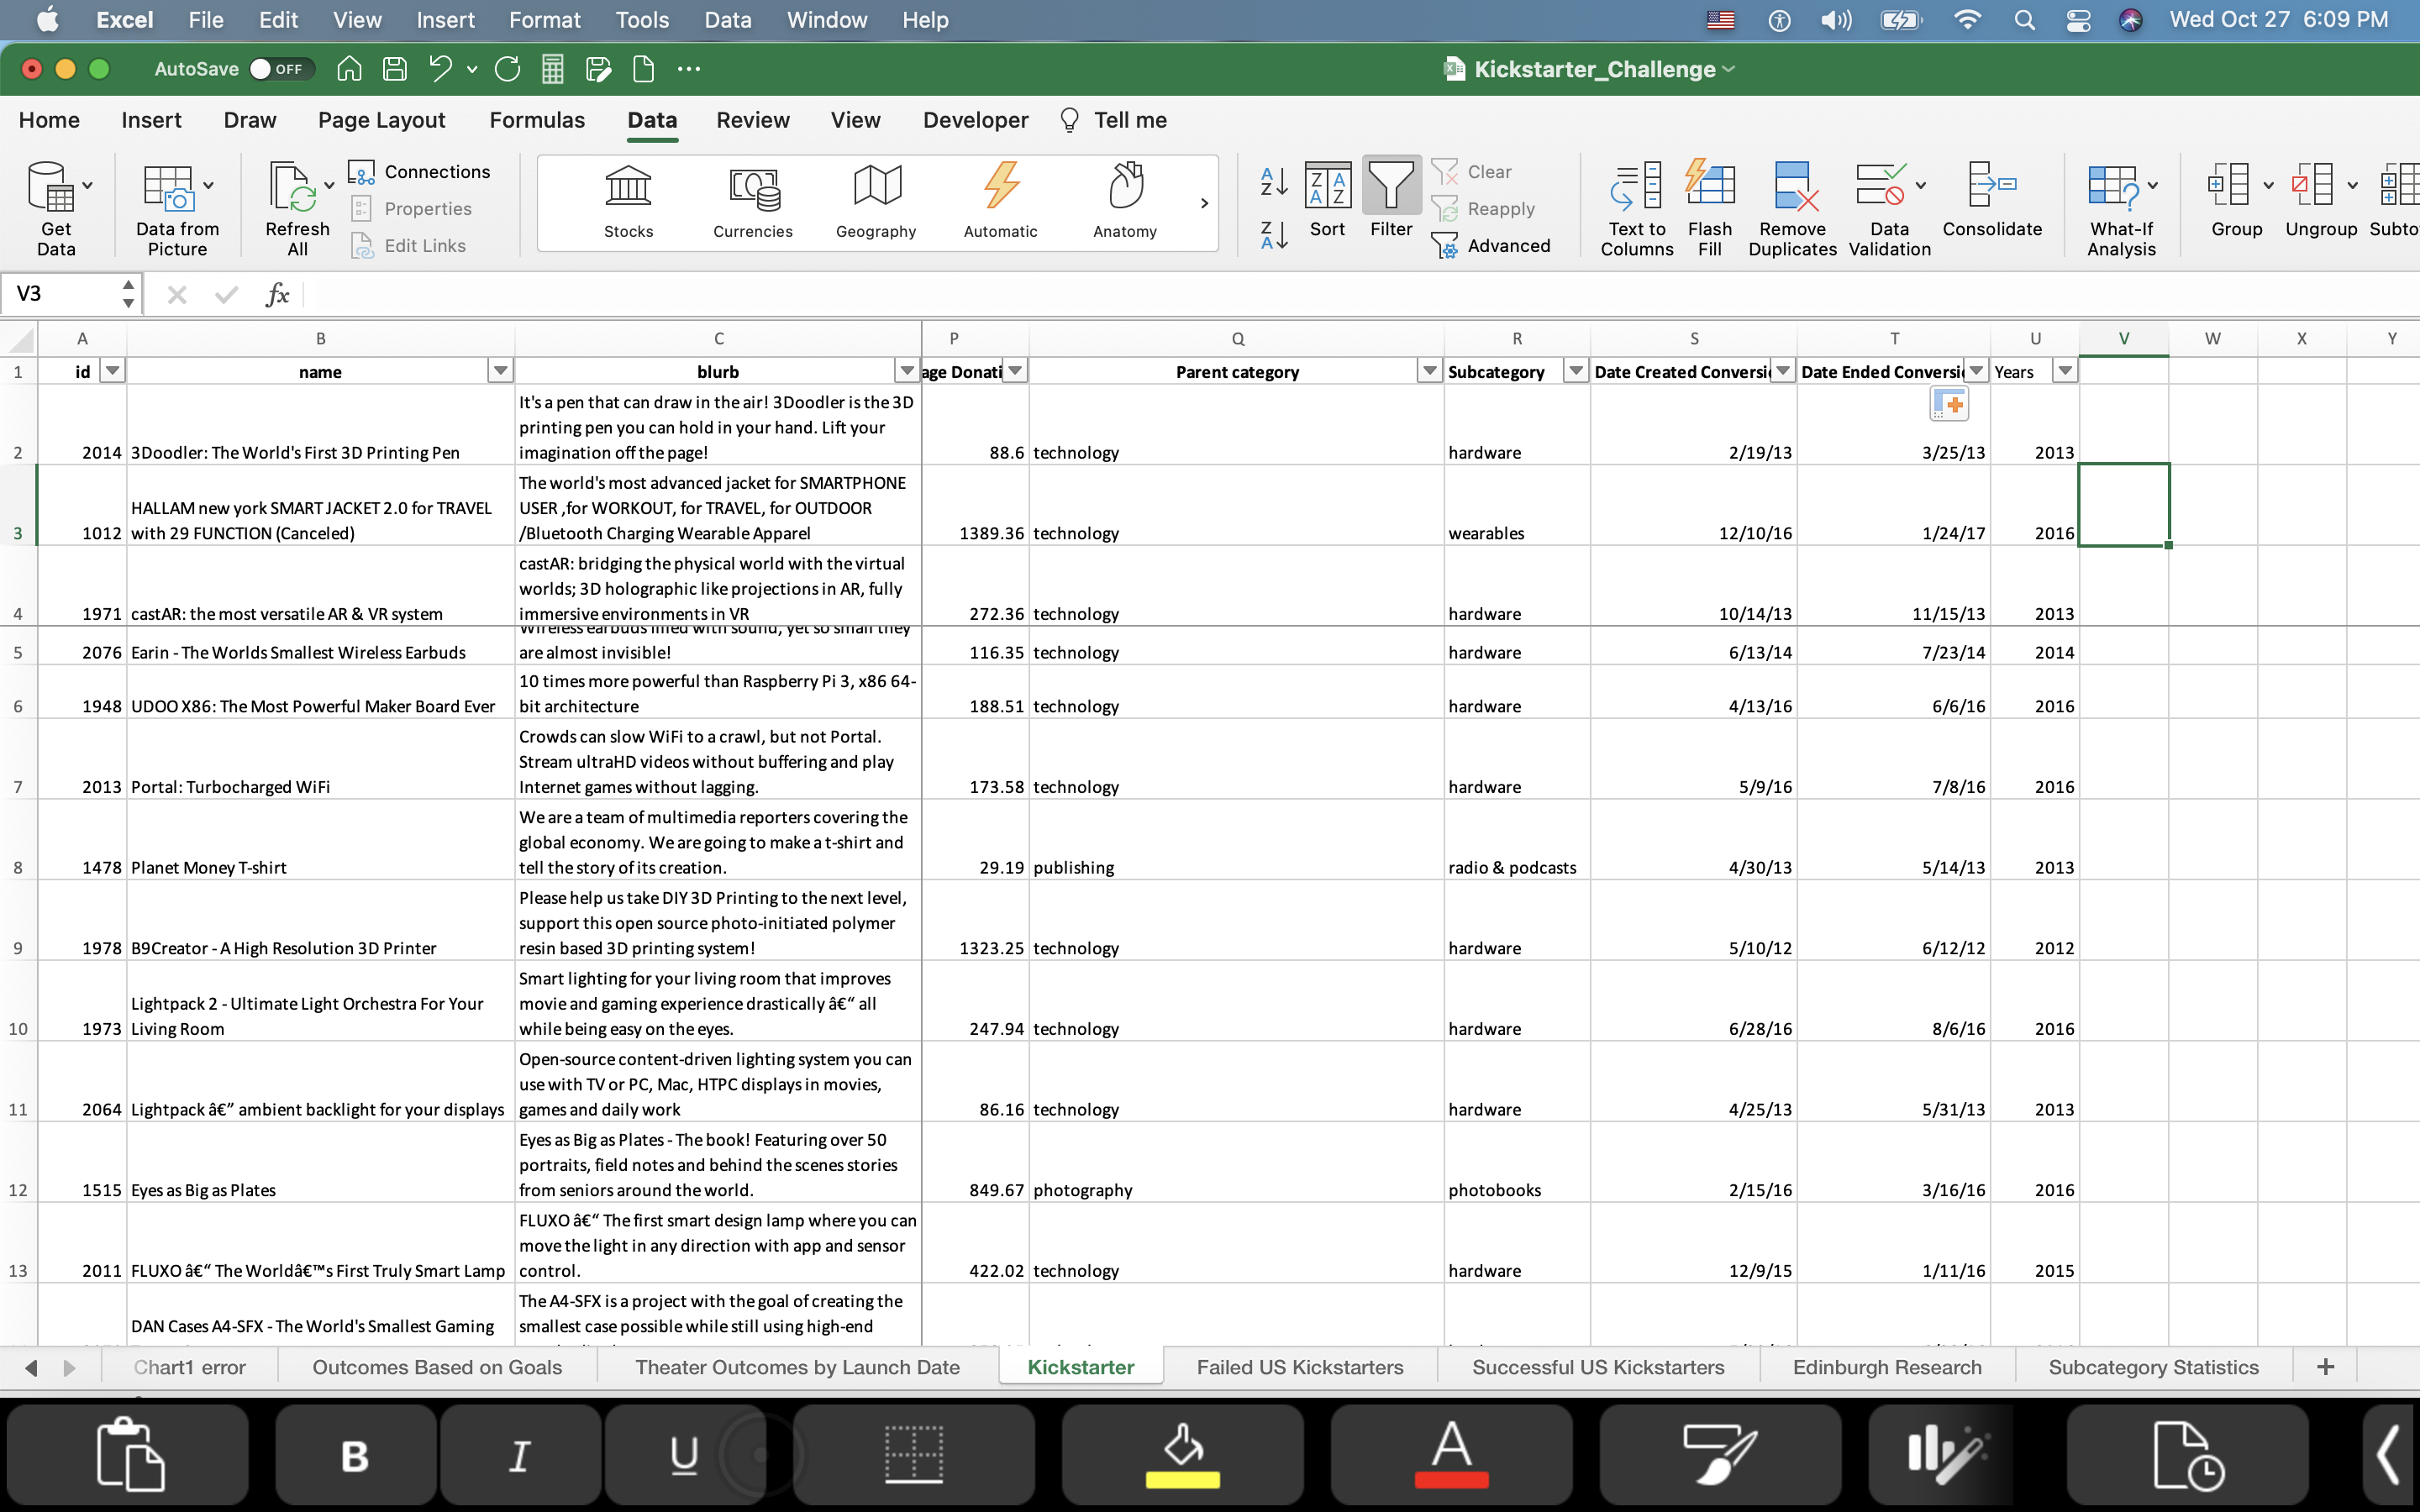 Excel File Edit View Insert Format Tools Data Window Help Wed Oct 27 6:09 PM
AutoSave OFF Kickstarter_Challenge
Home Insert Draw Page Layout Formulas Data Review View Developer Tell me
Get Data
Data from Picture
Refresh All
Connections
Properties
Edit Links
Stocks Currencies Geography Automatic Anatomy
Sort Filter
Clear
Reapply
Advanced
Text to Columns
Flash Fill
Remove Duplicates
Data Validation
Consolidate
What-If Analysis
Group Ungroup Subto
V3 fx
A B C P Q R S T U V W X Y
1 id name blurb age Donati Parent category Subcategory Date Created Conversi Date Ended Conversi Years
It's a pen that can draw in the air! 3Doodler is the 3D
printing pen you can hold in your hand. Lift your
2 2014 3Doodler: The World's First 3D Printing Pen imagination off the page! 88.6 technology hardware 2/19/13 3/25/13 2013
The world's most advanced jacket for SMARTPHONE
HALLAM new york SMART JACKET 2.0 for TRAVEL USER ,for WORKOUT, for TRAVEL, for OUTDOOR
3 1012 with 29 FUNCTION (Canceled) /Bluetooth Charging Wearable Apparel 1389.36 technology wearables 12/10/16 1/24/17 2016
castAR: bridging the physical world with the virtual
worlds; 3D holographic like projections in AR, fully
4 1971 castAR: the most versatile AR & VR system immersive environments in VR 272.36 technology hardware 10/14/13 11/15/13 2013
Wireless earbuds filled with sound, yet so small they
5 2076 Earin - The Worlds Smallest Wireless Earbuds are almost invisible! 116.35 technology hardware 6/13/14 7/23/14 2014
10 times more powerful than Raspberry Pi 3, x86 64-
6 1948 UDOO X86: The Most Powerful Maker Board Ever bit architecture 188.51 technology hardware 4/13/16 6/6/16 2016
Crowds can slow WiFi to a crawl, but not Portal.
Stream ultraHD videos without buffering and play
7 2013 Portal: Turbocharged WiFi Internet games without lagging. 173.58 technology hardware 5/9/16 7/8/16 2016
We are a team of multimedia reporters covering the
global economy. We are going to make a t-shirt and
8 1478 Planet Money T-shirt tell the story of its creation. 29.19 publishing radio & podcasts 4/30/13 5/14/13 2013
Please help us take DIY 3D Printing to the next level,
support this open source photo-initiated polymer
9 1978 B9Creator - A High Resolution 3D Printer resin based 3D printing system! 1323.25 technology hardware 5/10/12 6/12/12 2012
Smart lighting for your living room that improves
Lightpack 2 - Ultimate Light Orchestra For Your movie and gaming experience drastically â€“ all
10 1973 Living Room while being easy on the eyes. 247.94 technology hardware 6/28/16 8/6/16 2016
Open-source content-driven lighting system you can
use with TV or PC, Mac, HTPC displays in movies,
11 2064 Lightpack â€” ambient backlight for your displays games and daily work 86.16 technology hardware 4/25/13 5/31/13 2013
Eyes as Big as Plates - The book! Featuring over 50
portraits, field notes and behind the scenes stories
12 1515 Eyes as Big as Plates from seniors around the world. 849.67 photography photobooks 2/15/16 3/16/16 2016
FLUXO â€“ The first smart design lamp where you can
move the light in any direction with app and sensor
13 2011 FLUXO â€“ The Worldâ€™s First Truly Smart Lamp control. 422.02 technology hardware 12/9/15 1/11/16 2015
The A4-SFX is a project with the goal of creating the
DAN Cases A4-SFX - The World's Smallest Gaming smallest case possible while still using high-end
Chart1 error Outcomes Based on Goals Theater Outcomes by Launch Date Kickstarter Failed US Kickstarters Successful US Kickstarters Edinburgh Research Subcategory Statistics +
B I U A